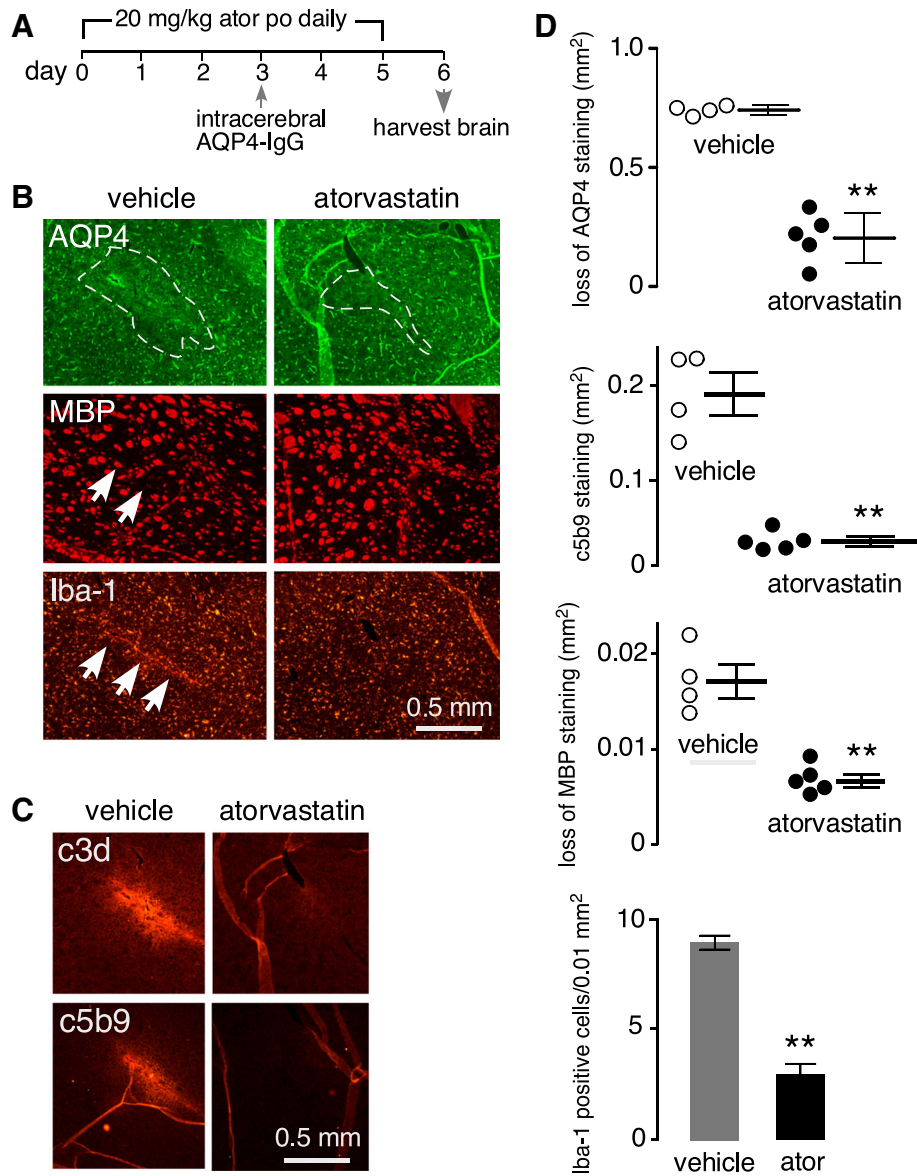 A
20 mg/kg ator po daily
day 0 1 2 3 4 5 6
intracerebral
AQP4-IgG
harvest brain
B
vehicle atorvastatin
AQP4
MBP
Iba-1
0.5 mm
C
vehicle atorvastatin
c3d
c5b9
0.5 mm
D
loss of AQP4 staining (mm²)
1.0
0.5
0
vehicle
**
atorvastatin
c5b9 staining (mm²)
0.2
0.1
0
vehicle
**
atorvastatin
loss of MBP staining (mm²)
0.02
0.01
0
vehicle
**
atorvastatin
Iba-1 positive cells/0.01 mm²
10
5
0
**
vehicle ator